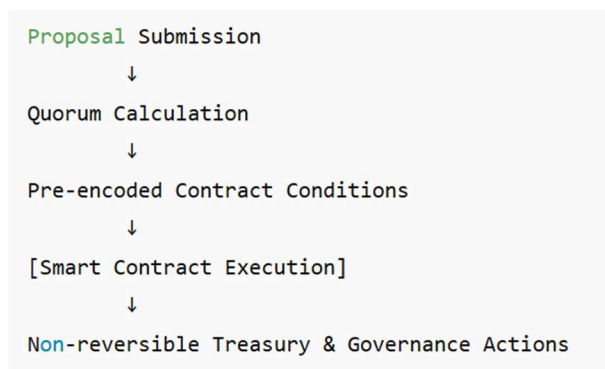 Proposal Submission
↓
Quorum Calculation
↓
Pre-encoded Contract Conditions
↓
[Smart Contract Execution]
↓
Non-reversible Treasury & Governance Actions